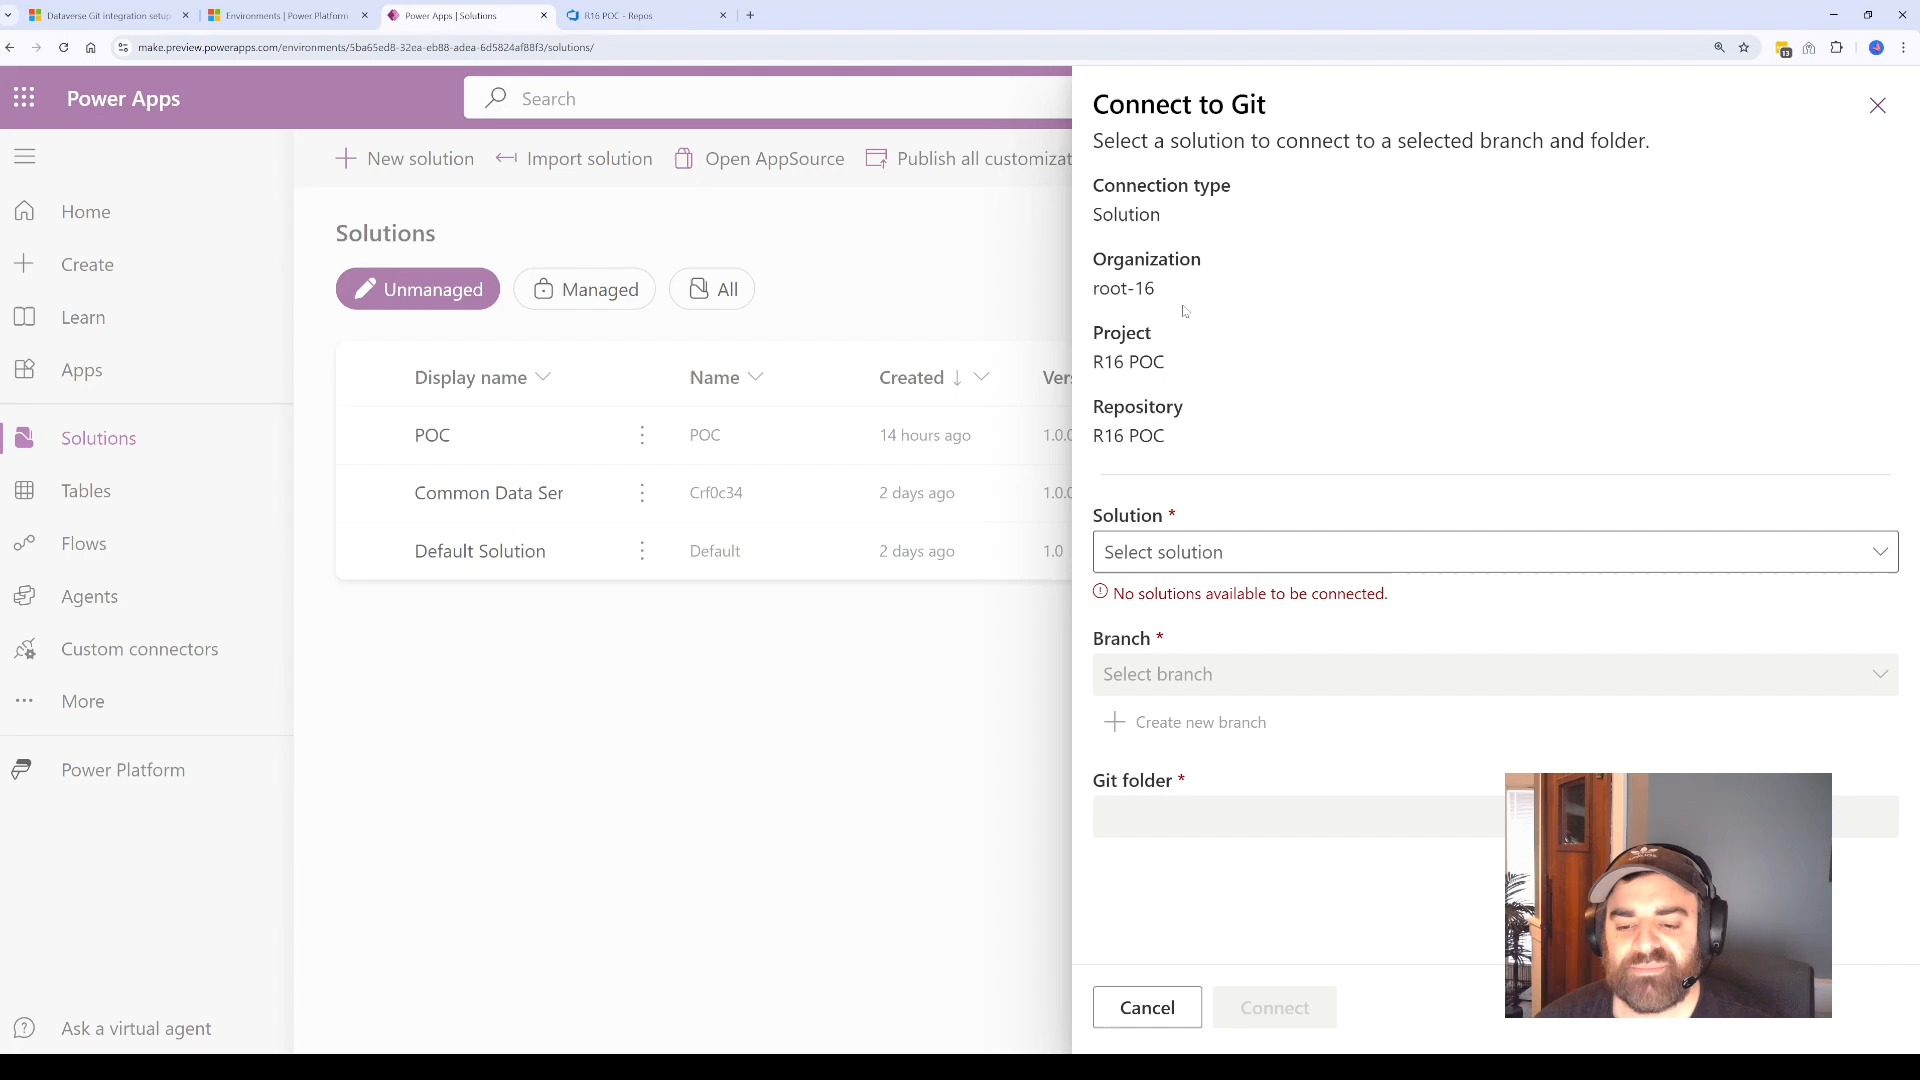 Dataverse Git integration setup
Environments | Power Platform
Power Apps | Solutions
R16 POC - Repos
make.preview.powerapps.com/environments/5ba65ed8-32ea-eb88-adea-6d5824af88f3/solutions/
13
Power Apps
Search
New solution
Import solution
Open AppSource
Publish all customizat
Home
Create
Learn
Apps
Solutions
Tables
Flows
Agents
Custom connectors
More
Power Platform
Ask a virtual agent
Solutions
Unmanaged
Managed
All
Display name
Name
Created
Vers
POC
POC
14 hours ago
1.0.0
Common Data Ser
Crf0c34
2 days ago
1.0.0
Default Solution
Default
2 days ago
1.0
Connect to Git
Select a solution to connect to a selected branch and folder.
Connection type
Solution
Organization
root-16
Project
R16 POC
Repository
R16 POC
Solution *
Select solution
No solutions available to be connected.
Branch *
Select branch
Create new branch
Git folder *
Cancel
Connect